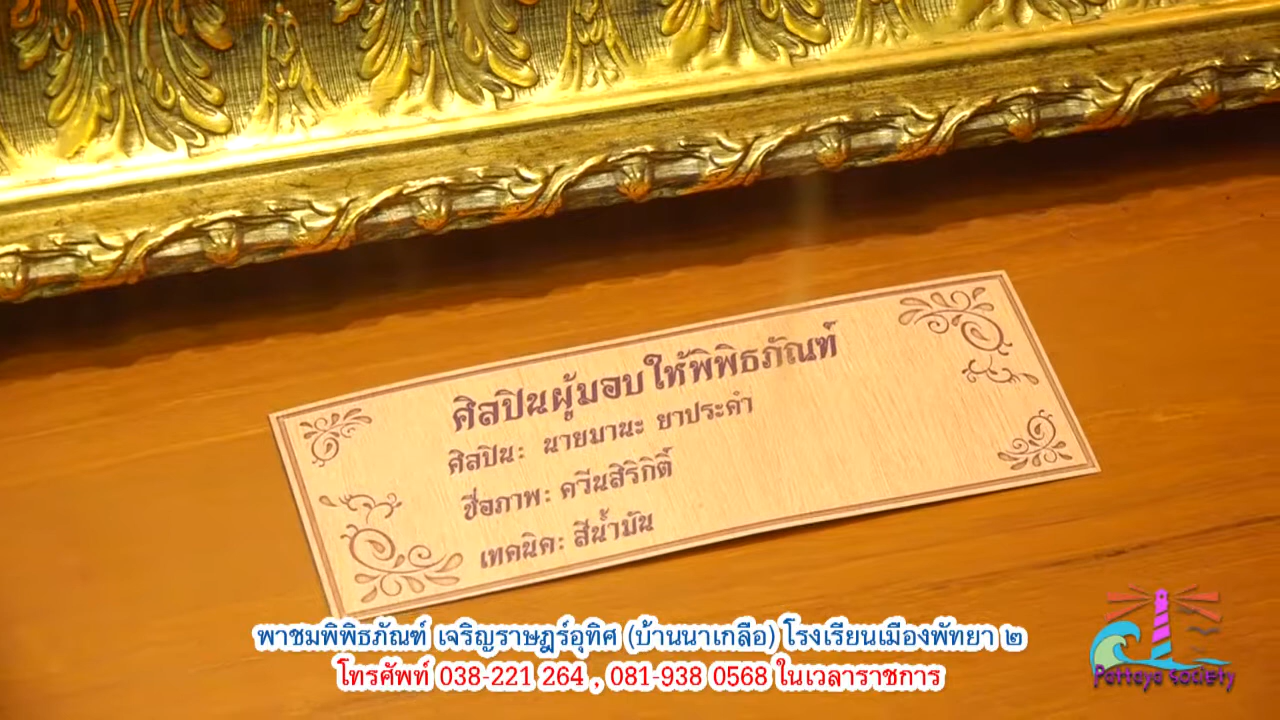 ศิลปินผู้มอบให้พิพิธภัณฑ์
ศิลปิน: นายมานะ ยาประคำ
ชื่อภาพ: ควีนสิริกิติ์
เทคนิค: สีน้ำมัน
พาชมพิพิธภัณฑ์ เจริญราษฎร์อุทิศ (บ้านนาเกลือ) โรงเรียนเมืองพัทยา ๒
โทรศัพท์ 038-221 264 , 081-938 0568 ในเวลาราชการ
Pattaya society